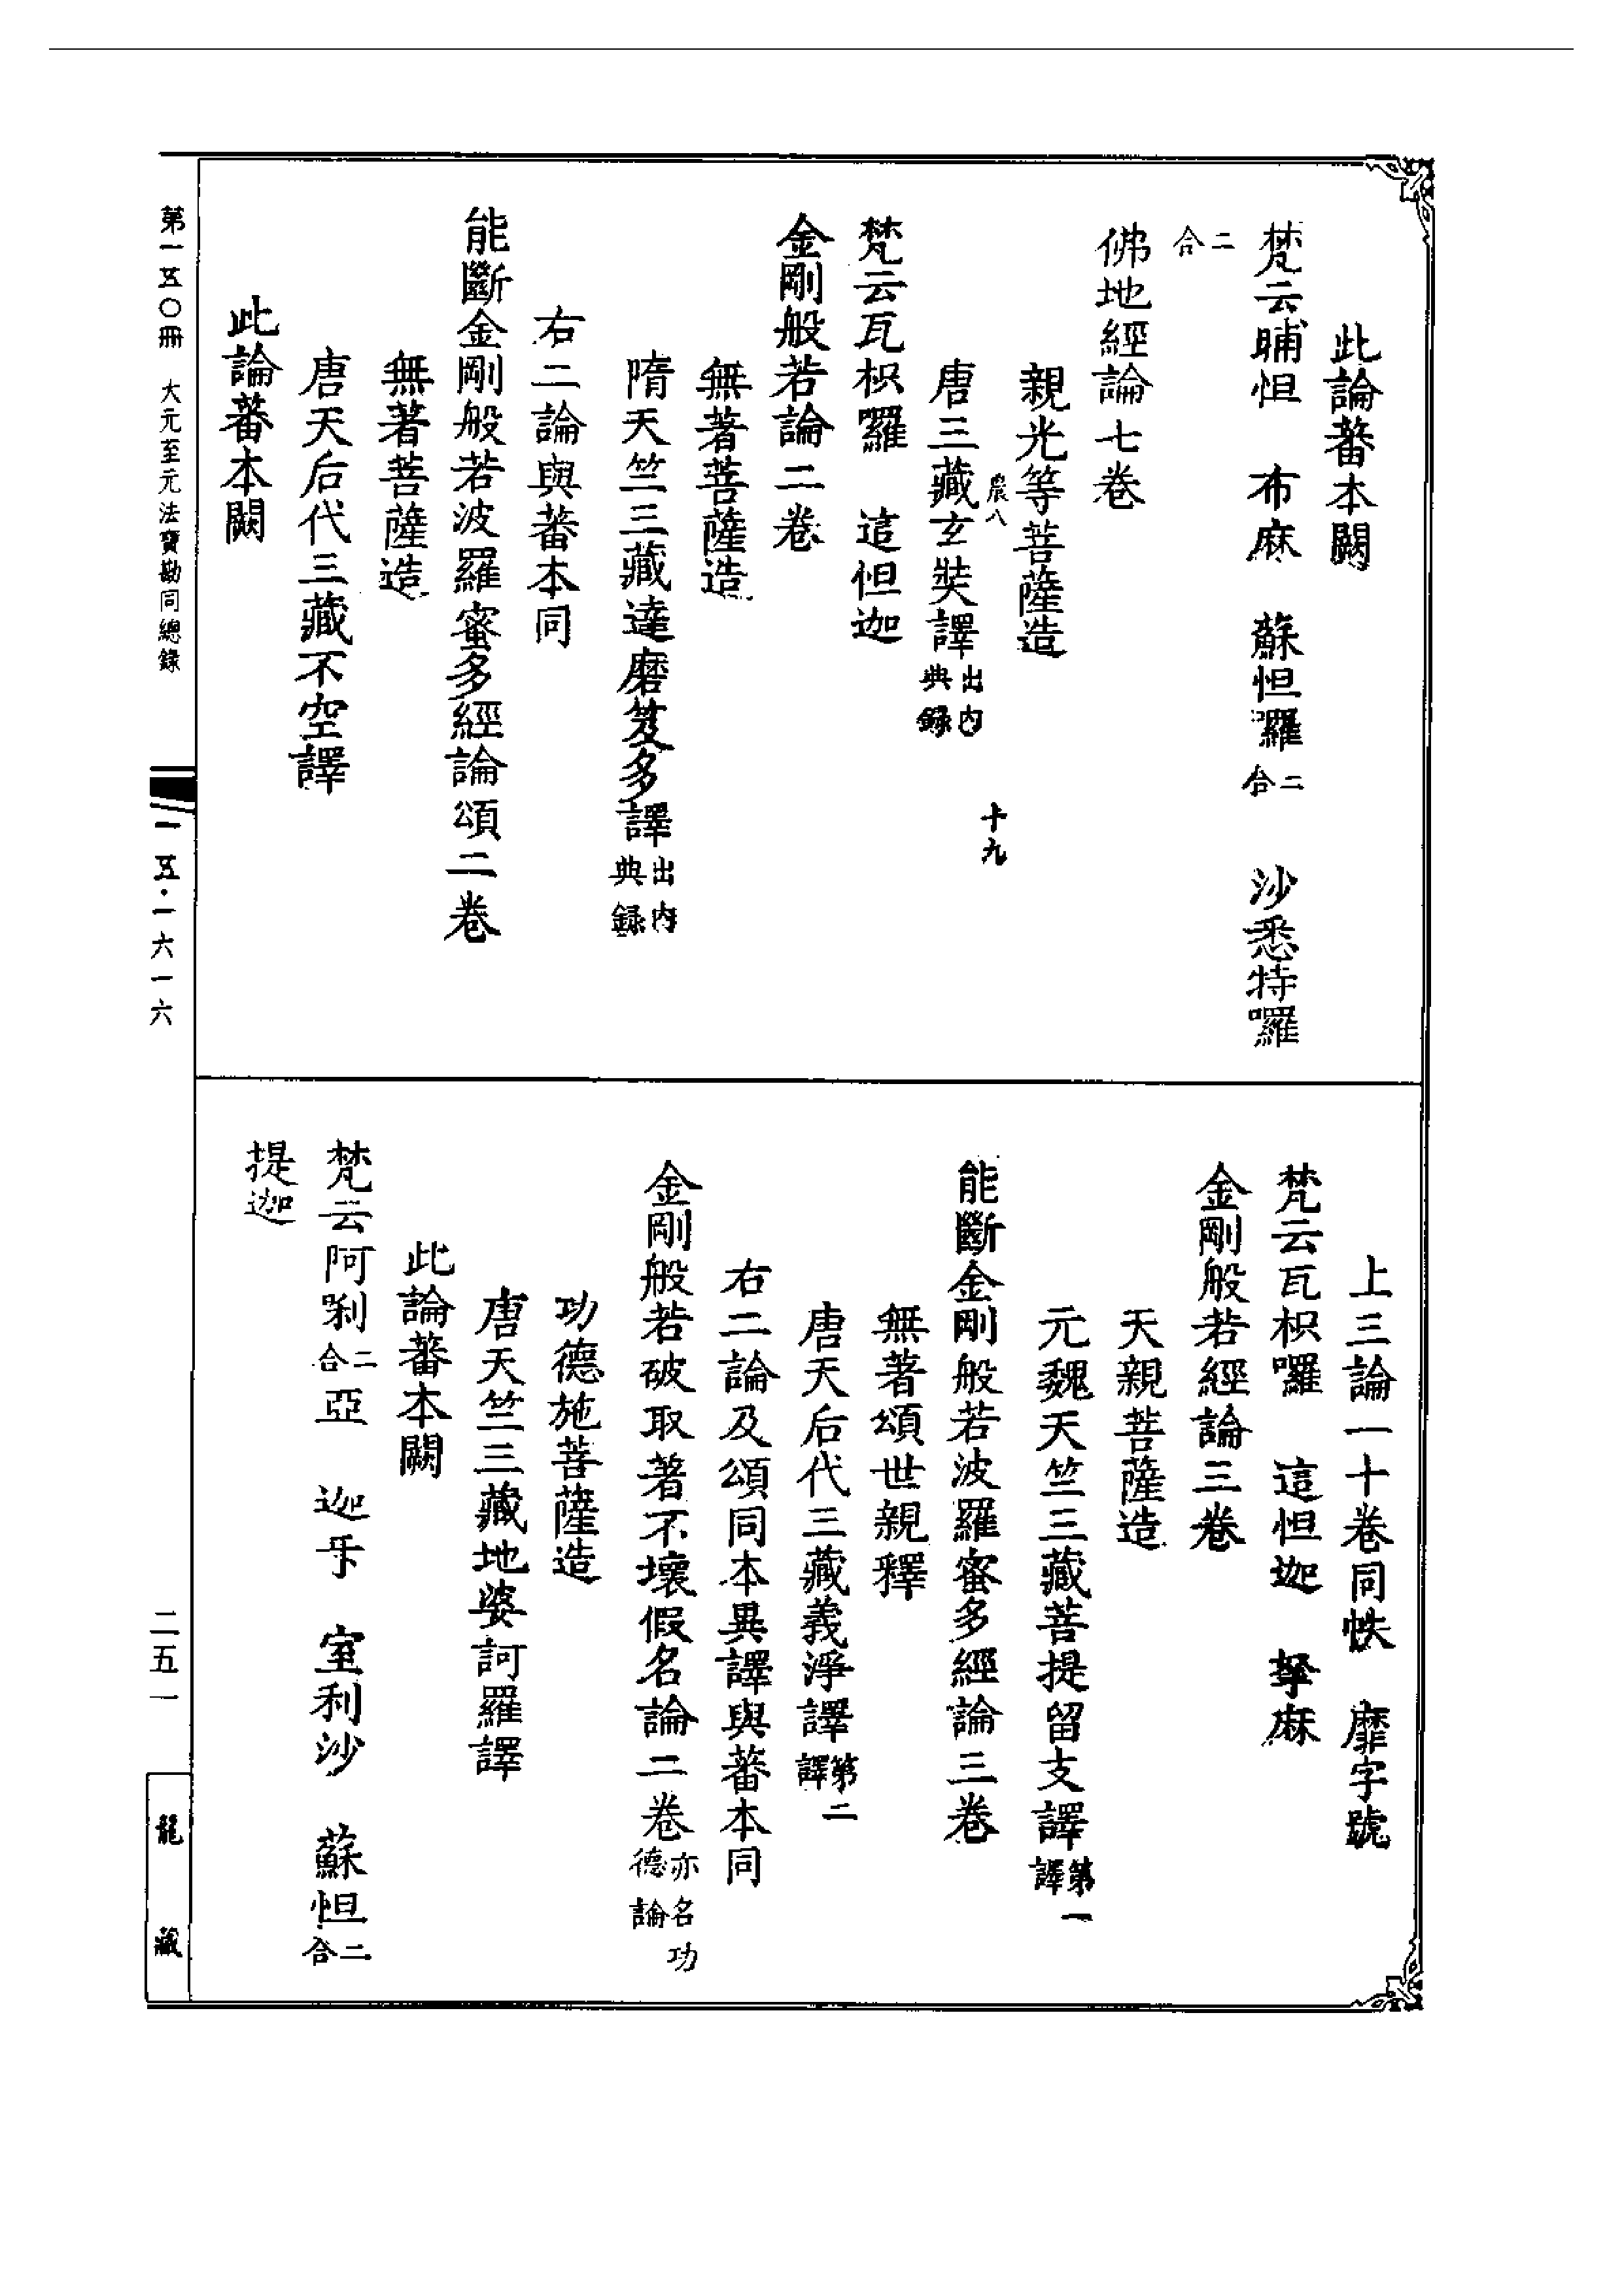 此論蕃本闕
梵云晡怛 布麻 蘇怛囉二合 沙悉特囉
二合
佛地經論七卷
親光等菩薩造
農八 十九
唐三藏玄奘譯出內典錄
梵云瓦枳囉 這怛迦
金剛般若論二卷
無著菩薩造
隋天竺三藏達磨笈多譯出內典錄
右二論與蕃本同
能斷金剛般若波羅蜜多經論頌二卷
無著菩薩造
唐天后代三藏不空譯
此論蕃本闕
上三論一十卷同帙 靡字號
梵云瓦枳囉 這怛迦 拏麻
金剛般若經論三卷
天親菩薩造
元魏天竺三藏菩提留支譯第一譯
能斷金剛般若波羅蜜多經論三卷
無著頌世親釋
唐天后代三藏義淨譯第二譯
右二論及頌同本異譯與蕃本同
金剛般若破取著不壞假名論二卷亦名功德論
功德施菩薩造
唐天竺三藏地婆訶羅譯
此論蕃本闕
梵云阿剎二合亞 迦牙 室利沙 蘇怛二合
提迦
第一五〇冊 大元至元法寶勘同總錄
一五·一六一六
二五一
龍藏